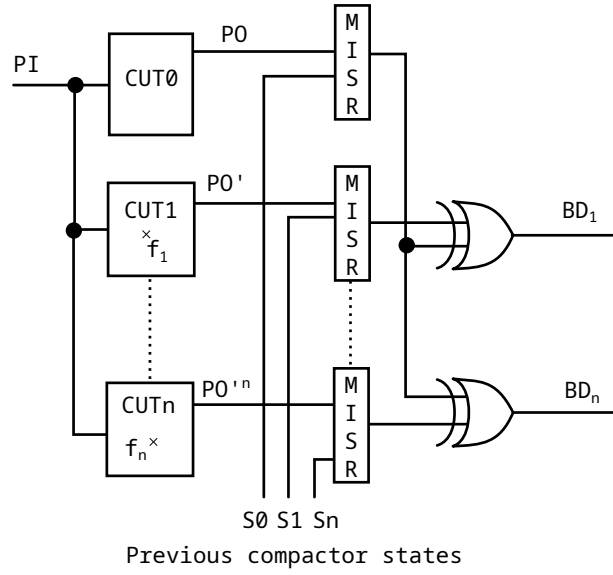 PI
CUT0
PO
M
I
S
R
CUT1
×
f₁
PO'
M
I
S
R
BD₁
CUTn
fₙ×
PO'ⁿ
M
I
S
R
BDₙ
S0 S1 Sn
Previous compactor states